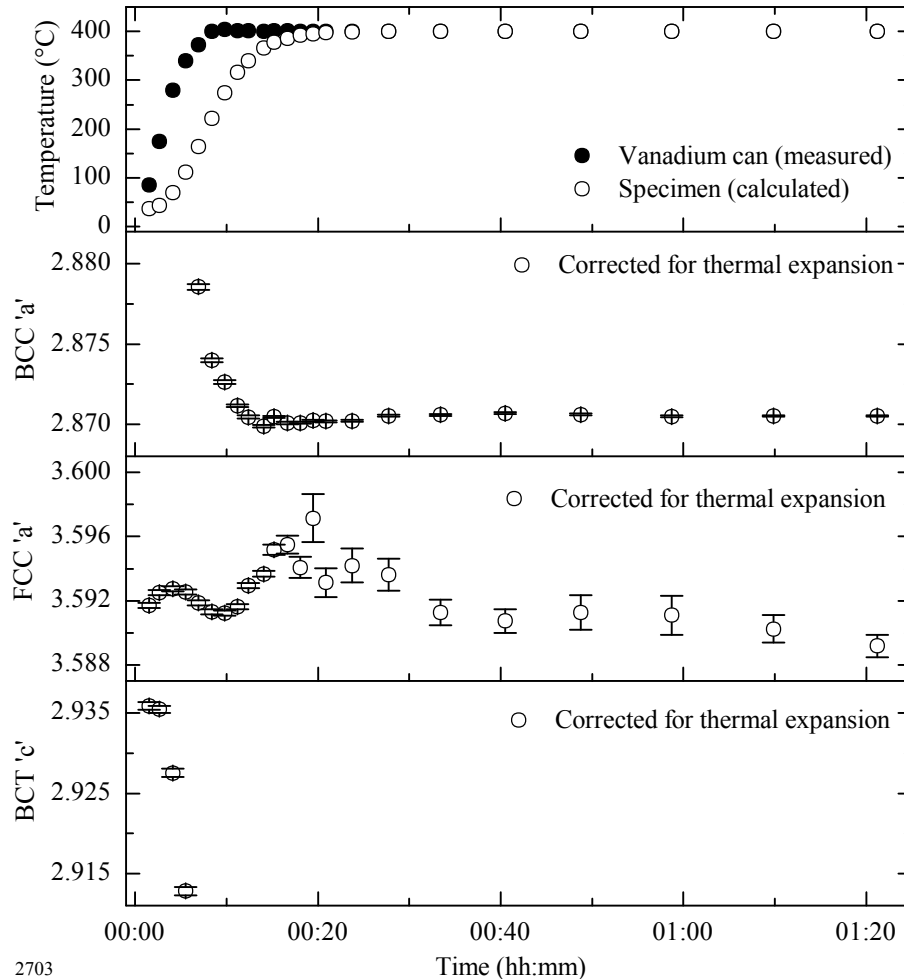 400
300
200
100
0
Temperature (°C)
Vanadium can (measured)
Specimen (calculated)
2.880
2.875
2.870
BCC 'a'
Corrected for thermal expansion
3.600
3.596
3.592
3.588
FCC 'a'
Corrected for thermal expansion
2.935
2.925
2.915
BCT 'c'
Corrected for thermal expansion
00:00 00:20 00:40 01:00 01:20
Time (hh:mm)
2703